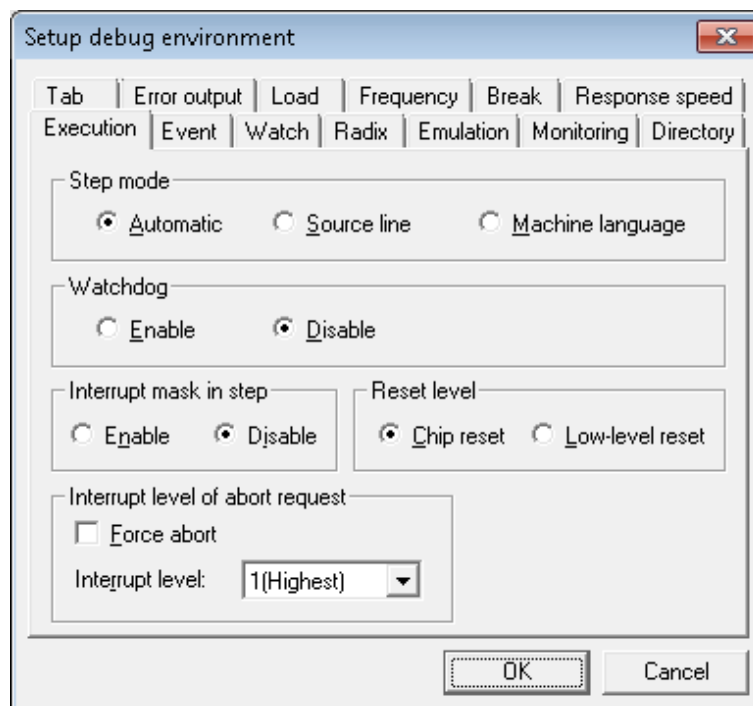 Setup debug environment
Tab Error output Load Frequency Break Response speed
Execution Event Watch Radix Emulation Monitoring Directory
Step mode
Automatic Source line Machine language
Watchdog
Enable Disable
Interrupt mask in step Reset level
Enable Disable Chip reset Low-level reset
Interrupt level of abort request
Force abort
Interrupt level: 1(Highest)
OK Cancel